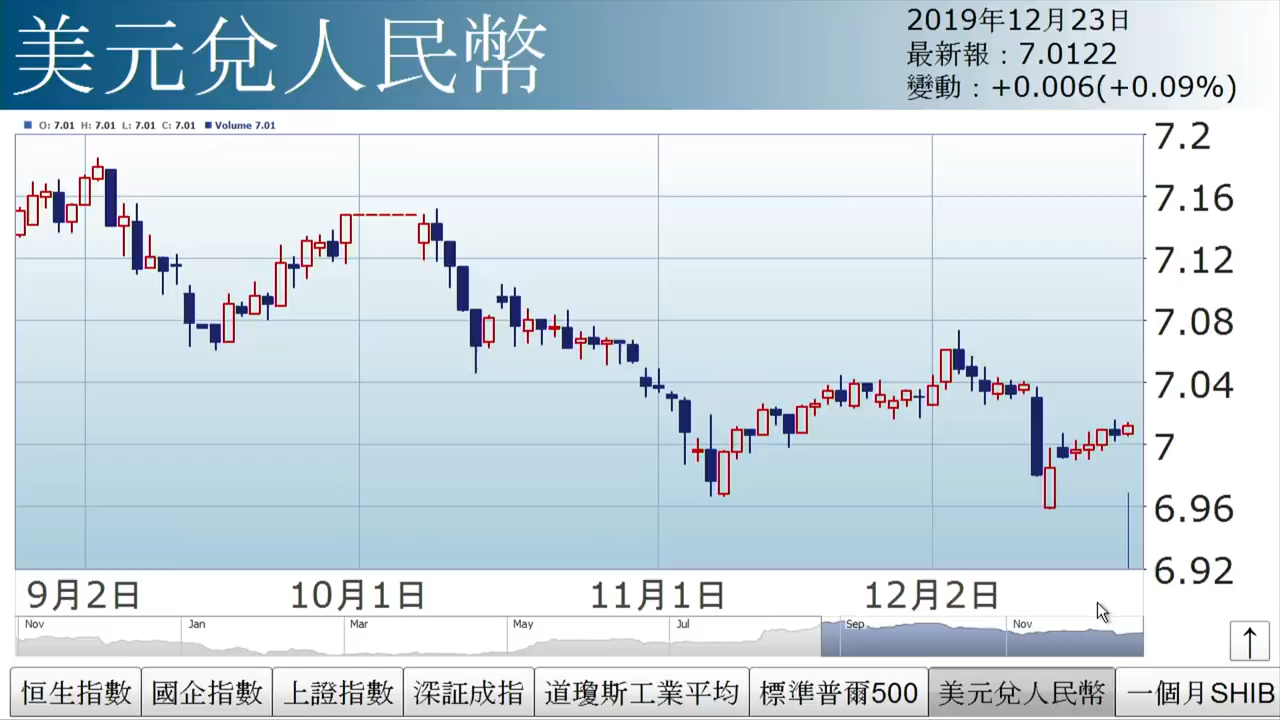 美元兌人民幣
2019年12月23日
最新報：7.0122
變動：+0.006(+0.09%)
O: 7.01 H: 7.01 L: 7.01 C: 7.01 Volume 7.01
7.2
7.16
7.12
7.08
7.04
7
6.96
6.92
9月2日 10月1日 11月1日 12月2日
Nov Jan Mar May Jul Sep Nov
↑
恒生指數 國企指數 上證指數 深証成指 道瓊斯工業平均 標準普爾500 美元兌人民幣 一個月SHIB